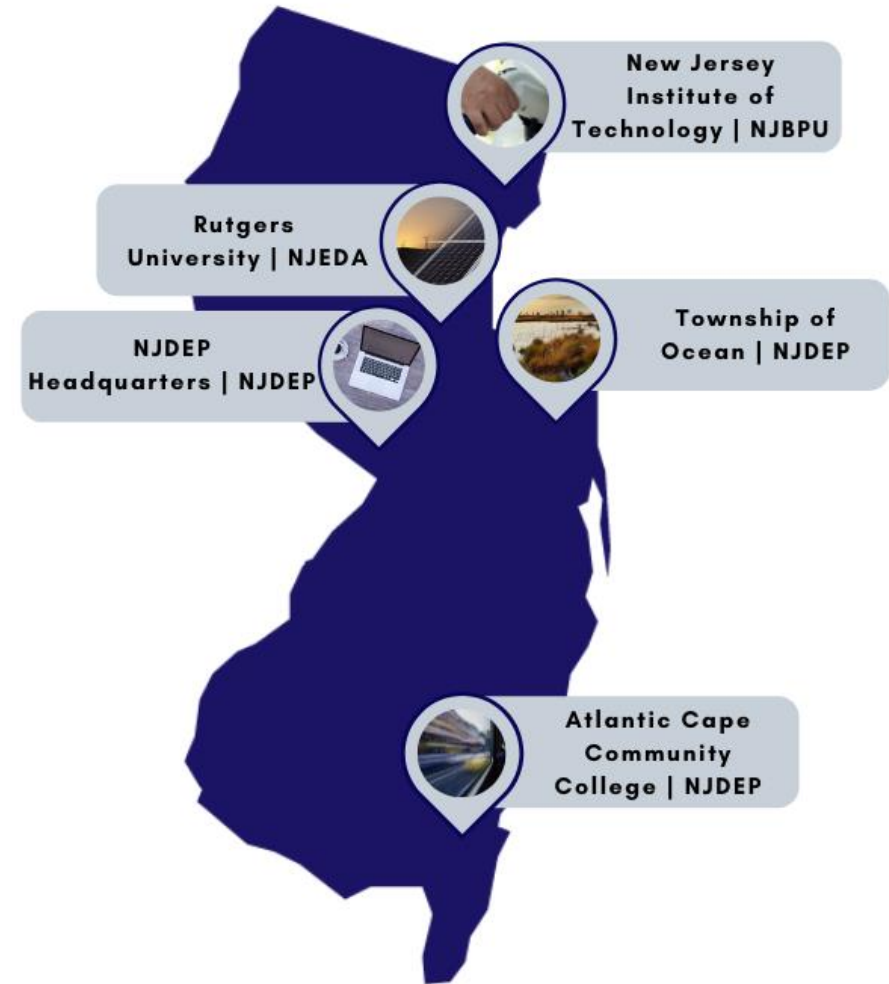 New Jersey
Institute of
Technology | NJBPU
Rutgers
University | NJEDA
Township of
Ocean | NJDEP
NJDEP
Headquarters | NJDEP
Atlantic Cape
Community
College | NJDEP